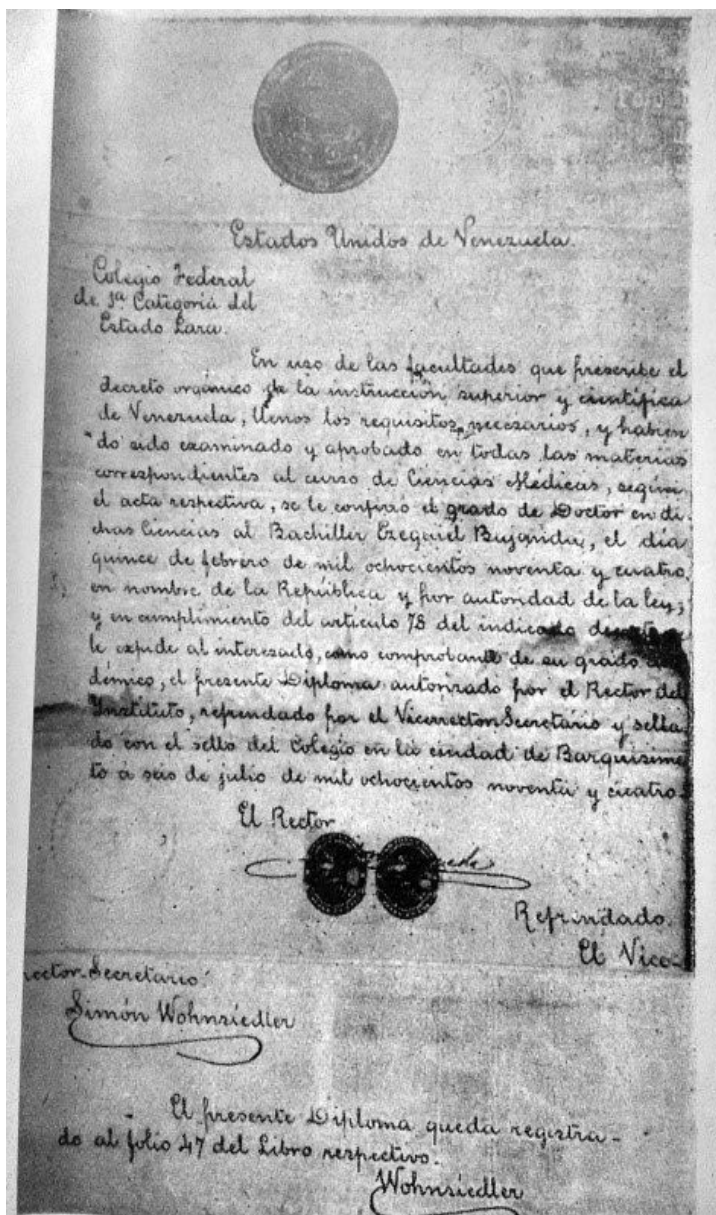 Estados Unidos de Venezuela.
Colegio Federal
de 1ª Categoría del
Estado Lara.
En uso de las facultades que prescribe el
decreto orgánico de la instrucción superior y científica
de Venezuela, llenos los requisitos necesarios, y habien
do sido examinado y aprobado en todas las materias
correspondientes al curso de Ciencias Médicas, según
el acta respectiva, se le confirió el grado de Doctor en di-
chas Ciencias al Bachiller Ezequiel Bujanda, el día
quince de febrero de mil ochocientos noventa y cuatro,
en nombre de la República y por autoridad de la ley;
y en cumplimiento del artículo 78 del indicado decreto
le expide al interesado, como comprobante de su grado
démico, el presente Diploma autorizado por el Rector del
Instituto, refrendado por el Vicerrector Secretario y sella
do con el sello del Colegio en la ciudad de Barquisime
to á seis de julio de mil ochocientos noventa y cuatro.
El Rector
Refrendado.
El Vice-
rector-Secretario.
Simón Wohnsiedler
El presente Diploma queda registra-
do al folio 47 del Libro respectivo.
Wohnsiedler